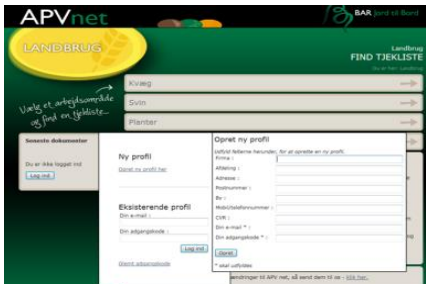 APVnet
BAR Jord til Bord
LANDBRUG
Landbrug
FIND TJEKLISTE
Du er her: Landbrug
Kvæg
Svin
Planter
Vælg et arbejdsområde
og find en tjekliste...
Seneste dokumenter
Du er ikke logget ind
Log ind
Ny profil
Opret ny profil her
Eksisterende profil
Din e-mail :
Din adgangskode :
Log ind
Glemt adgangskode
Opret ny profil
Udfyld felterne herunder, for at oprette en ny profil.
Firma :
Afdeling :
Adresse :
Postnummer :
By :
Mobiltelefonnummer :
CVR :
Din e-mail * :
Din adgangskode * :
Opret
* skal udfyldes
ændringer til APV net, så send dem til os - klik her.